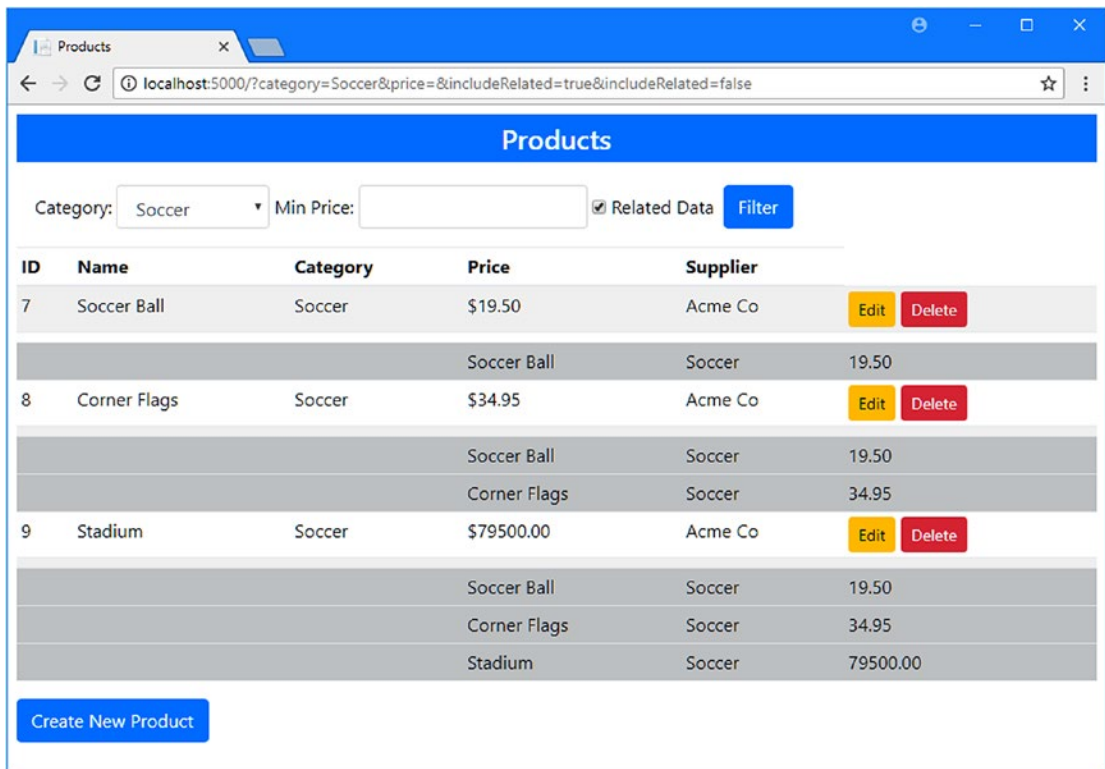 Products
localhost:5000/?category=Soccer&price=&includeRelated=true&includeRelated=false
Products
Category: Soccer Min Price: Related Data Filter
ID Name Category Price Supplier
7 Soccer Ball Soccer $19.50 Acme Co Edit Delete
Soccer Ball Soccer 19.50
8 Corner Flags Soccer $34.95 Acme Co Edit Delete
Soccer Ball Soccer 19.50
Corner Flags Soccer 34.95
9 Stadium Soccer $79500.00 Acme Co Edit Delete
Soccer Ball Soccer 19.50
Corner Flags Soccer 34.95
Stadium Soccer 79500.00
Create New Product